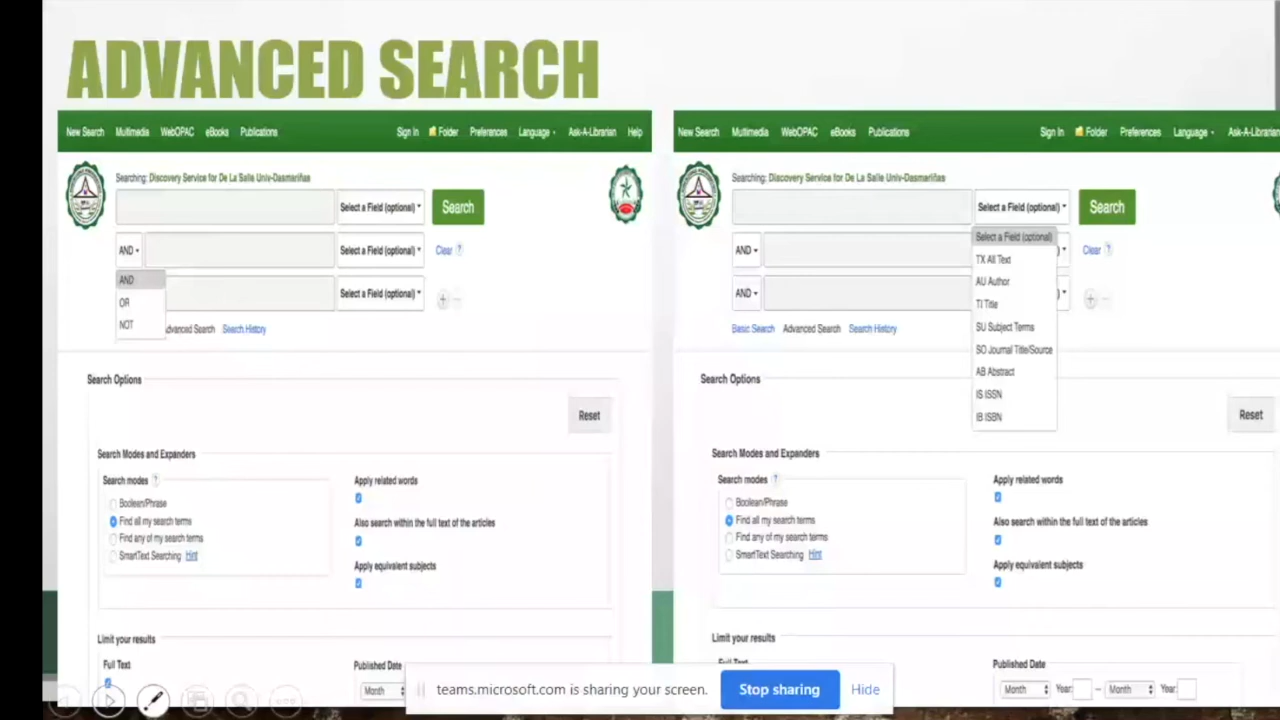 ADVANCED SEARCH
New Search Multimedia WebOPAC eBooks Publications Sign In Folder Preferences Language Ask-A-Librarian Help
Searching: Discovery Service for De La Salle Univ-Dasmariñas
Select a Field (optional) Search
AND Select a Field (optional) Clear ?
AND Select a Field (optional)
OR
NOT
dvanced Search Search History
Search Options
Reset
Search Modes and Expanders
Search modes ? Apply related words
Boolean/Phrase
Find all my search terms Also search within the full text of the articles
Find any of my search terms
SmartText Searching Hint Apply equivalent subjects
Limit your results
Full Text Published Date
Month
New Search Multimedia WebOPAC eBooks Publications Sign In Folder Preferences Language Ask-A-Librarian
Searching: Discovery Service for De La Salle Univ-Dasmariñas
Select a Field (optional) Search
Select a Field (optional)
AND Clear ?
TX All Text
AU Author
AND
TI Title
Basic Search Advanced Search Search History SU Subject Terms
SO Journal Title/Source
AB Abstract
Search Options
IS ISSN
IB ISBN
Reset
Search Modes and Expanders
Search modes ? Apply related words
Boolean/Phrase
Find all my search terms Also search within the full text of the articles
Find any of my search terms
SmartText Searching Hint Apply equivalent subjects
Limit your results
Full Text Published Date
Month Year: – Month Year:
teams.microsoft.com is sharing your screen. Stop sharing Hide